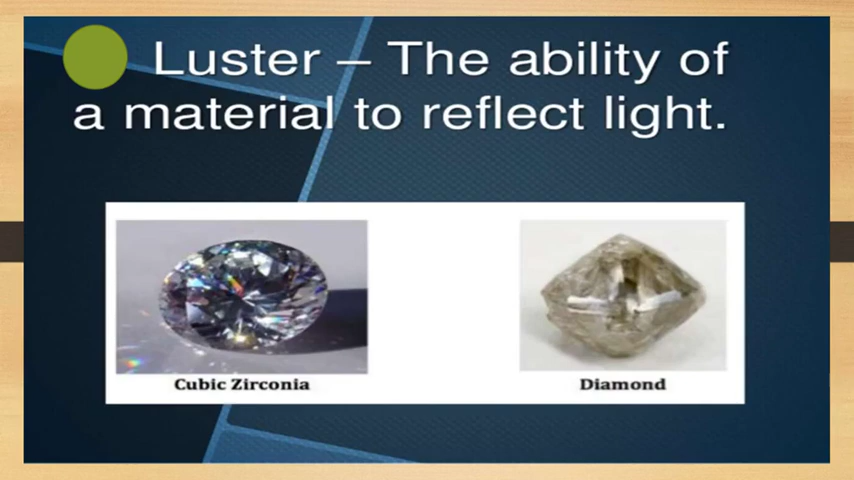 Luster – The ability of
a material to reflect light.
Cubic Zirconia
Diamond